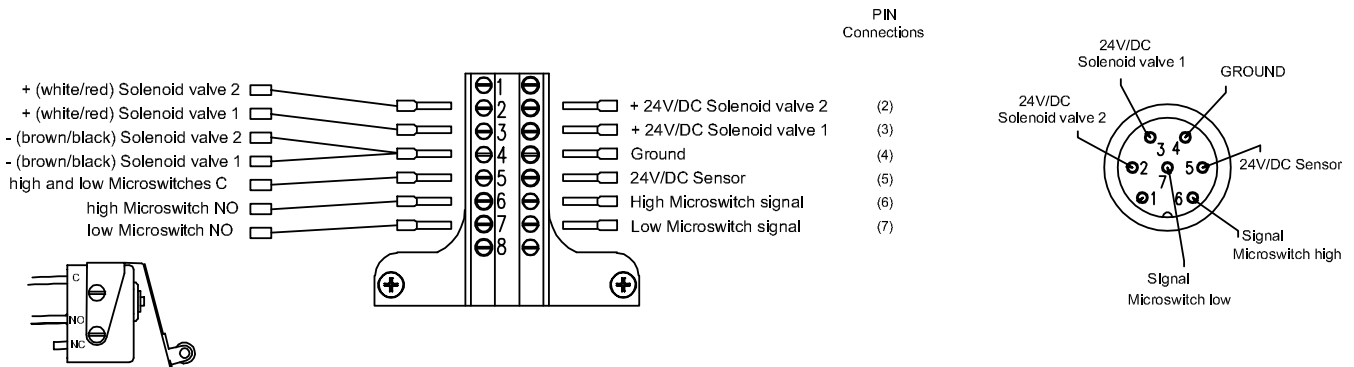 PIN
Connections
+ (white/red) Solenoid valve 2
+ (white/red) Solenoid valve 1
- (brown/black) Solenoid valve 2
- (brown/black) Solenoid valve 1
high and low Microswitches C
high Microswitch NO
low Microswitch NO
1
2
3
4
5
6
7
8
+ 24V/DC Solenoid valve 2 (2)
+ 24V/DC Solenoid valve 1 (3)
Ground (4)
24V/DC Sensor (5)
High Microswitch signal (6)
Low Microswitch signal (7)
C
NO
NC
24V/DC
Solenoid valve 1
GROUND
24V/DC
Solenoid valve 2
3 4
2 7 5
1 6
24V/DC Sensor
Signal
Microswitch high
SIgnal
Microswitch low